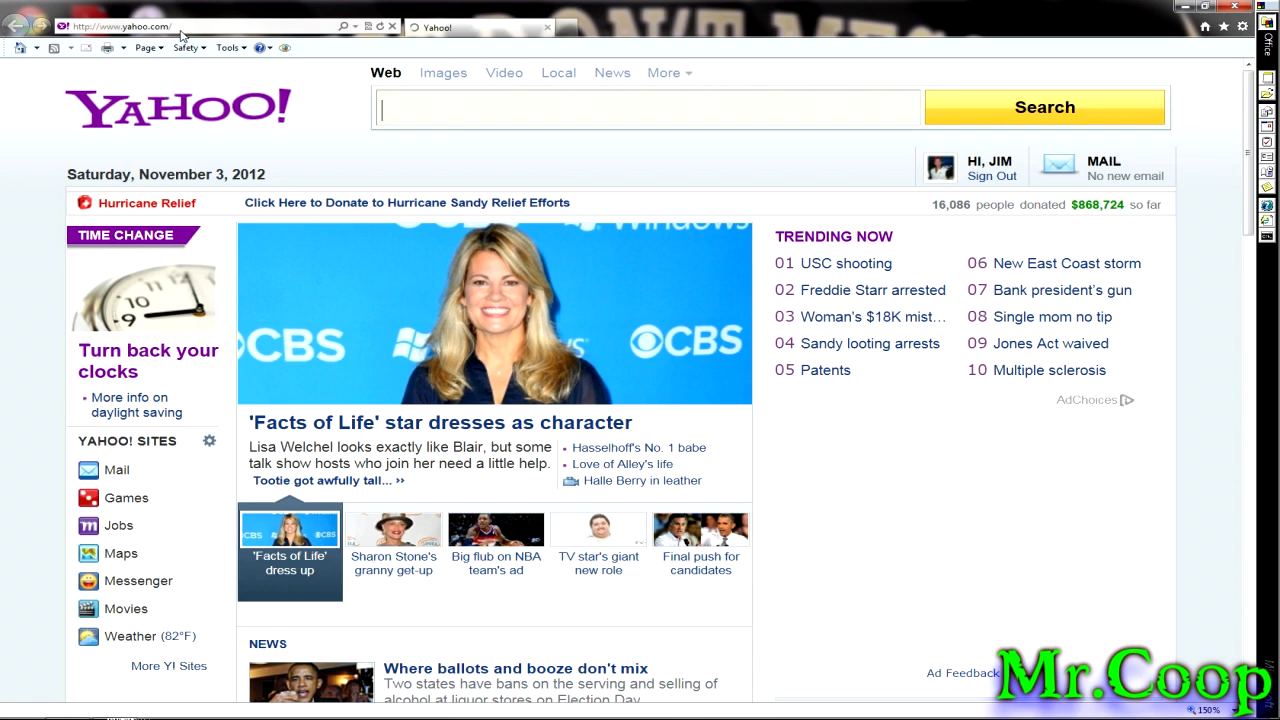 http://www.yahoo.com/
Yahoo!
Page
Safety
Tools
Office
Web Images Video Local News More
YAHOO!
Search
Saturday, November 3, 2012
HI, JIM
Sign Out
MAIL
No new email
Hurricane Relief
Click Here to Donate to Hurricane Sandy Relief Efforts
16,086 people donated $868,724 so far
TIME CHANGE
Turn back your
clocks
• More info on
daylight saving
YAHOO! SITES
Mail
Games
Jobs
Maps
Messenger
Movies
Weather (82°F)
More Y! Sites
Windows
CBS
CBS
'Facts of Life' star dresses as character
Lisa Welchel looks exactly like Blair, but some
talk show hosts who join her need a little help.
Tootie got awfully tall... ››
• Hasselhoff's No. 1 babe
• Love of Alley's life
Halle Berry in leather
'Facts of Life'
dress up
Sharon Stone's
granny get-up
Big flub on NBA
team's ad
TV star's giant
new role
Final push for
candidates
NEWS
Where ballots and booze don't mix
Two states have bans on the serving and selling of
alcohol at liquor stores on Election Day.
TRENDING NOW
01 USC shooting
02 Freddie Starr arrested
03 Woman's $18K mist...
04 Sandy looting arrests
05 Patents
06 New East Coast storm
07 Bank president's gun
08 Single mom no tip
09 Jones Act waived
10 Multiple sclerosis
AdChoices
Ad Feedback
Mr.Coop
150%